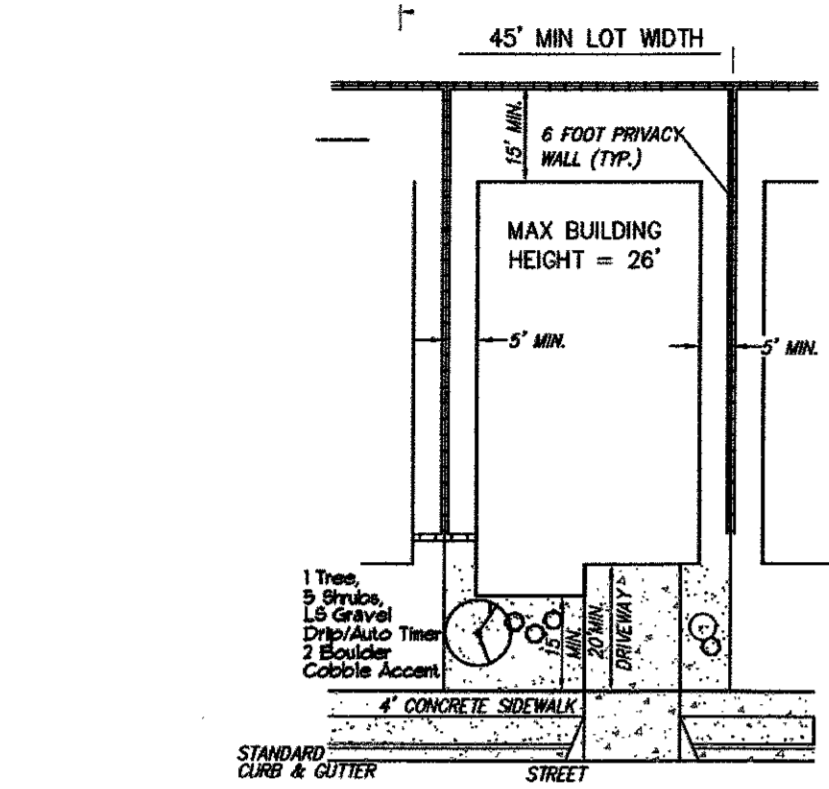 45' MIN LOT WIDTH
15' MIN.
6 FOOT PRIVACY
WALL (TYP.)
MAX BUILDING
HEIGHT = 26'
5' MIN.
5' MIN.
1 Tree,
5 Shrubs,
LS Gravel
Drip/Auto Timer
2 Boulder
Cobble Accent
15'
MIN.
20' MIN.
DRIVEWAY
4' CONCRETE SIDEWALK
STANDARD
CURB & GUTTER
STREET